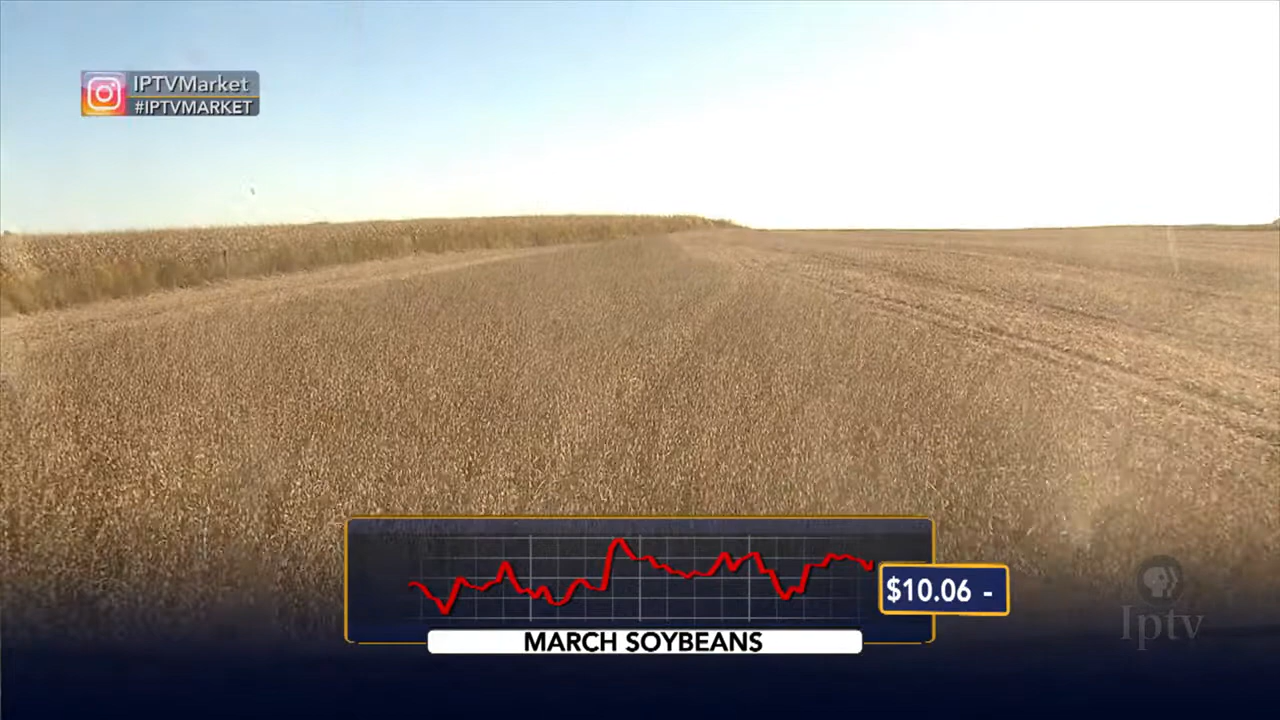 IPTVMarket
#IPTVMARKET
$10.06 -
MARCH SOYBEANS
Iptv